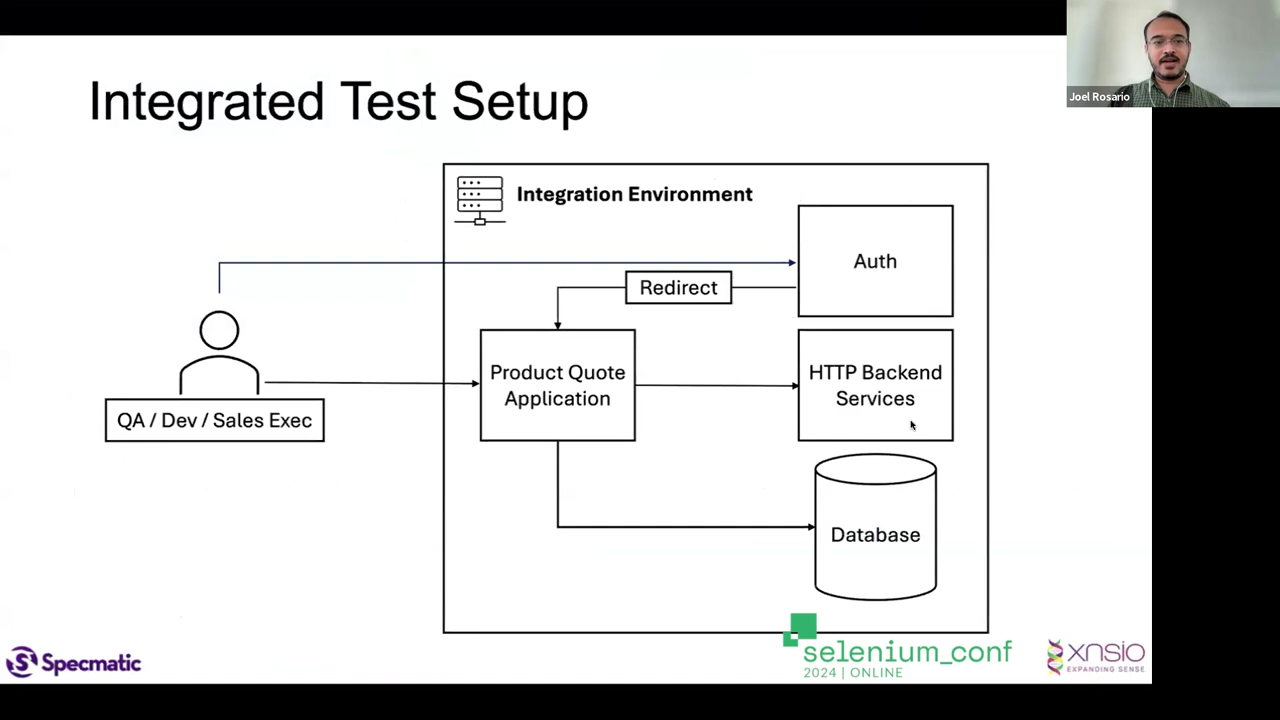 Joel Rosario
Integrated Test Setup
Integration Environment
Auth
Redirect
Product Quote
Application
HTTP Backend
Services
QA / Dev / Sales Exec
Database
Specmatic
selenium_conf
2024 | ONLINE
xnsio
EXPANDING SENSE